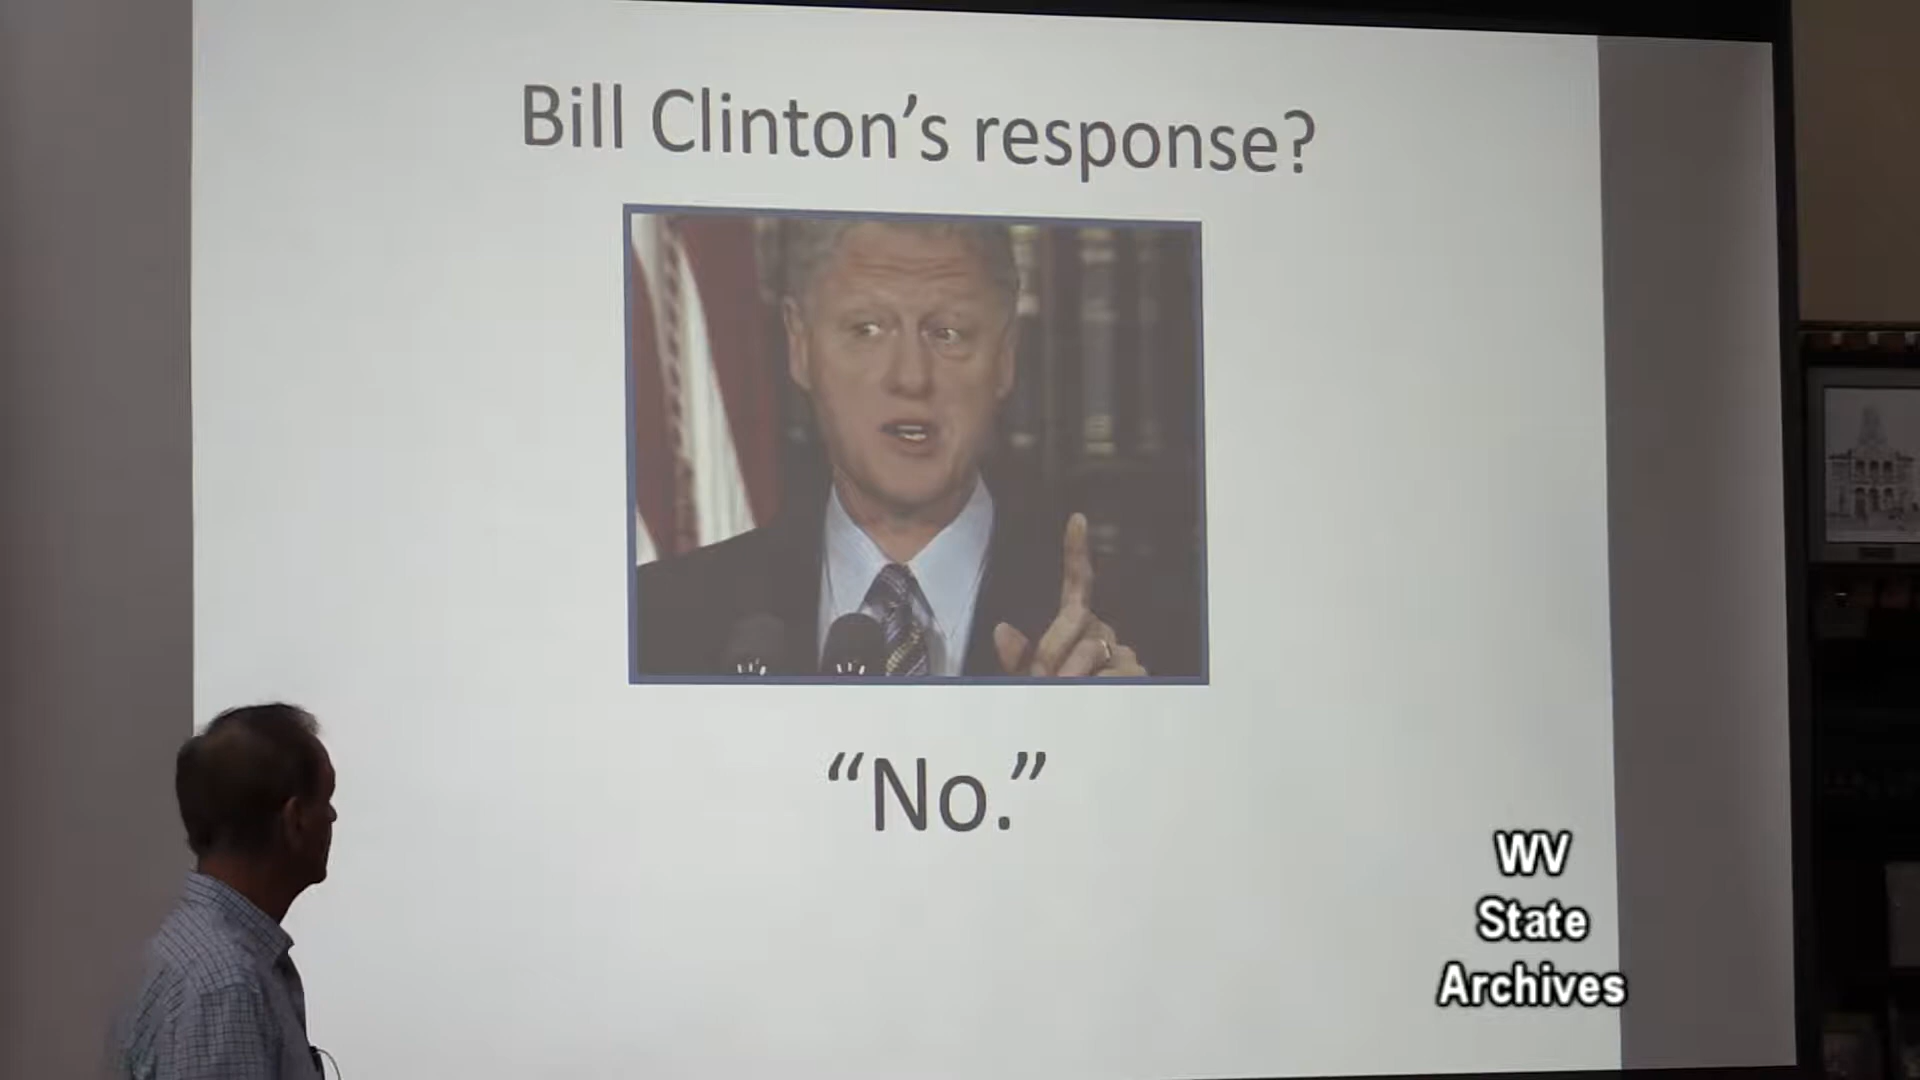 Bill Clinton’s response?
“No.”
WV
State
Archives